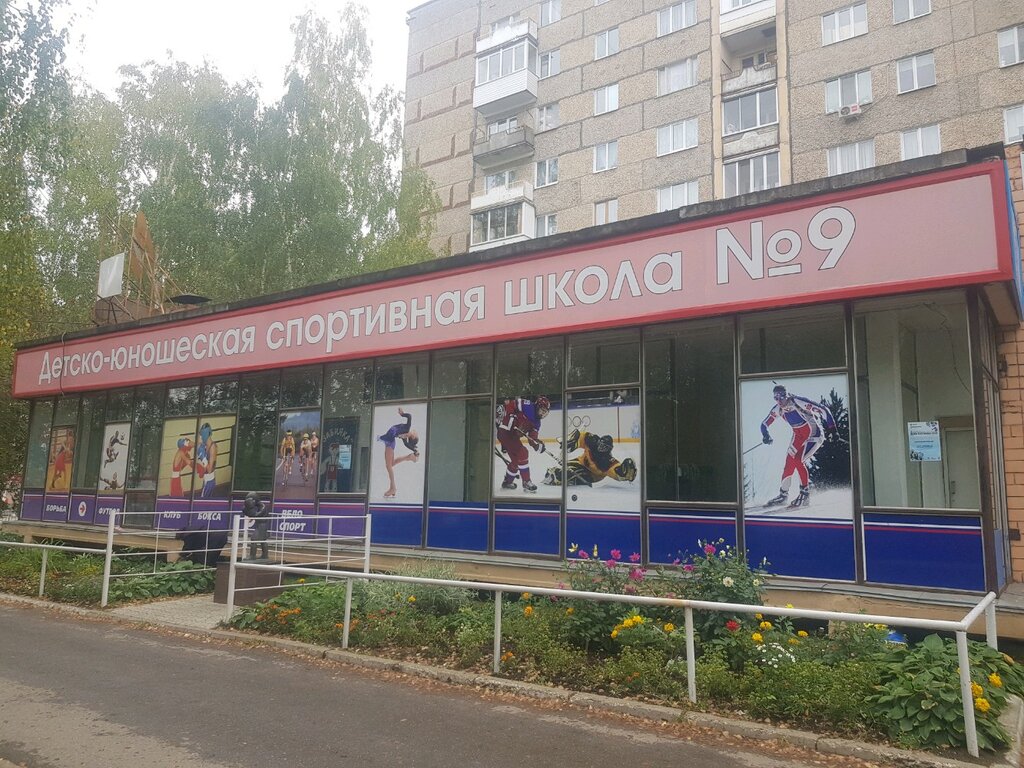 Детско-юношеская спортивная школа №9
БОРЬБА
ФУТБОЛ
КЛУБ БОКСА
ВЕЛО
СПОРТ